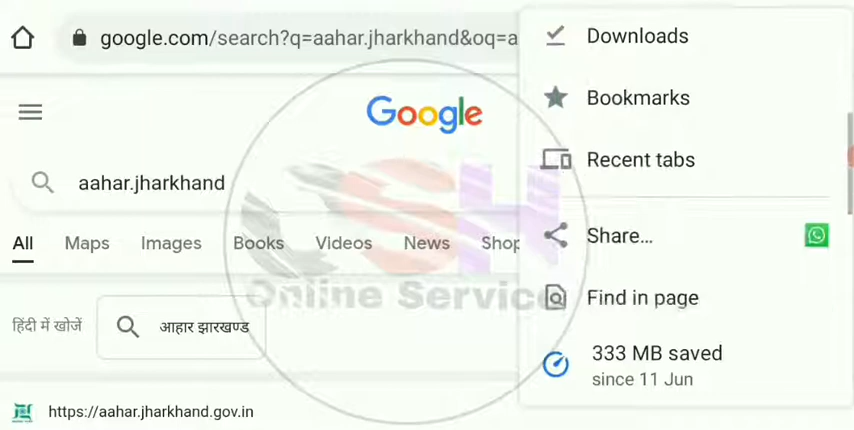 google.com/search?q=aahar.jharkhand&oq=a
Downloads
Bookmarks
Recent tabs
Share...
Find in page
333 MB saved
since 11 Jun
Google
aahar.jharkhand
All Maps Images Books Videos News Shop
हिंदी में खोजें आहार झारखण्ड
https://aahar.jharkhand.gov.in
Online Service